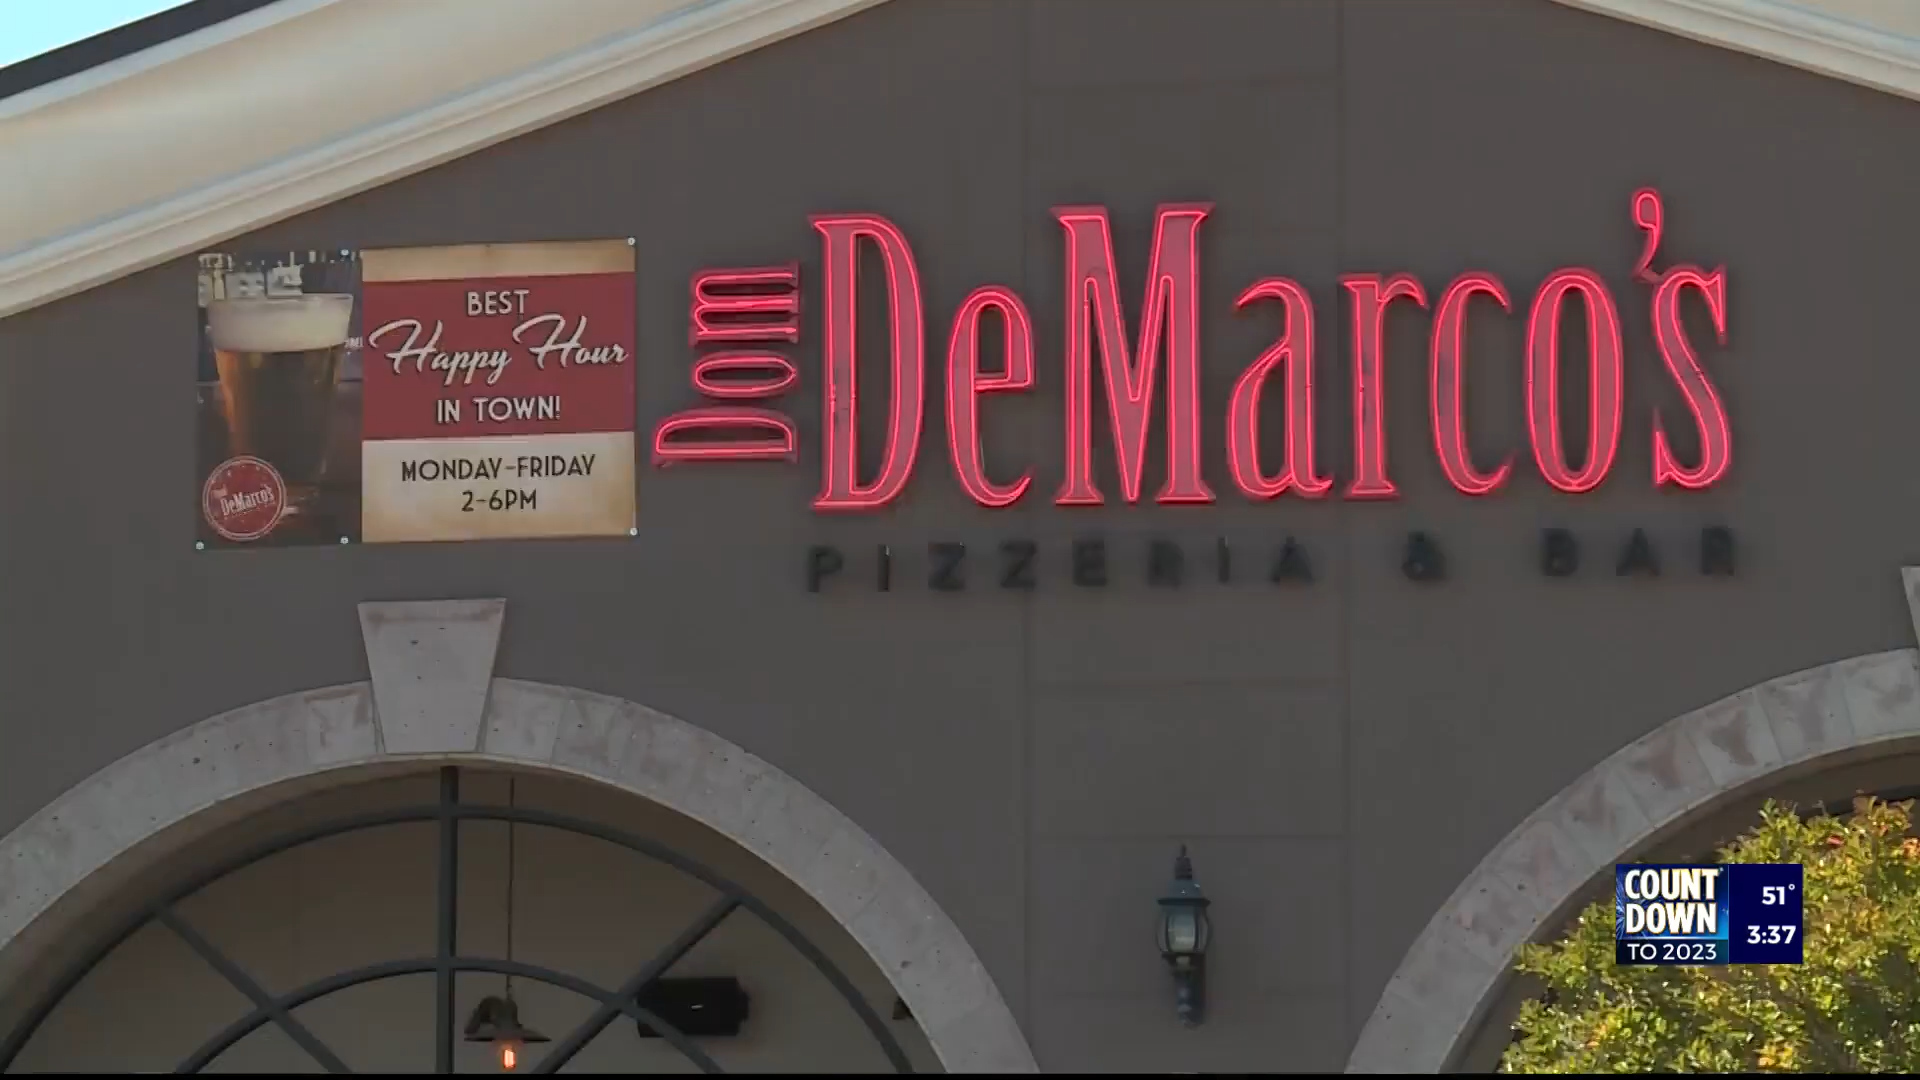 BEST
Happy Hour
IN TOWN!
MONDAY-FRIDAY
2-6PM
DeMarco's
Dom DeMarco's
PIZZERIA & BAR
COUNT
DOWN
TO 2023
51°
3:37